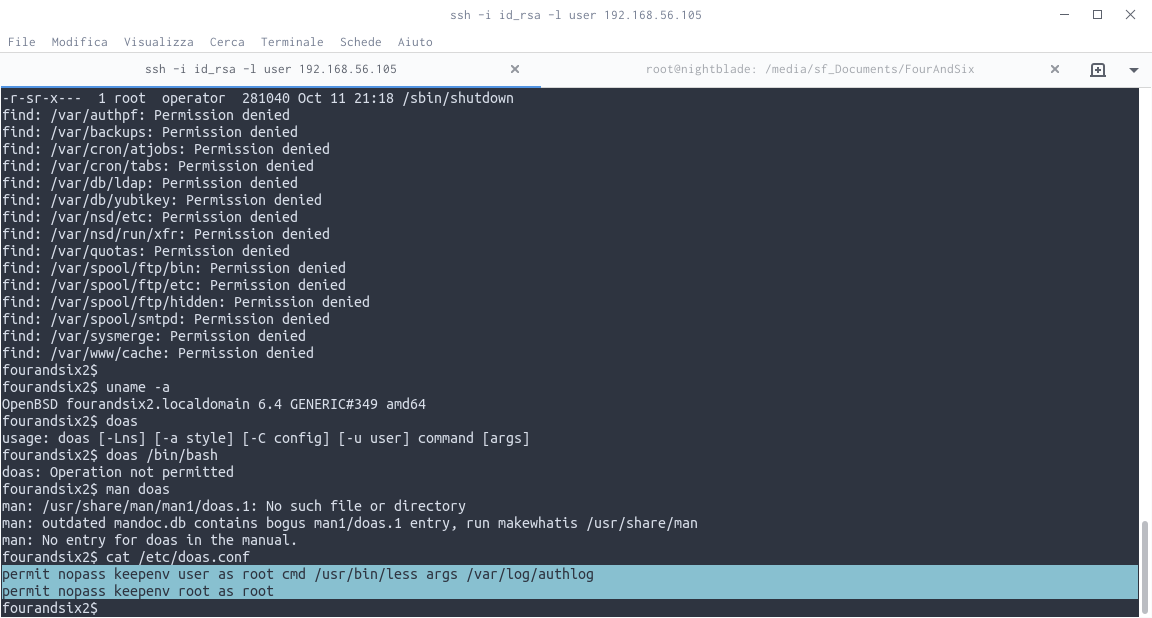 ssh -i id_rsa -l user 192.168.56.105
File Modifica Visualizza Cerca Terminale Schede Aiuto
ssh -i id_rsa -l user 192.168.56.105
root@nightblade: /media/sf_Documents/FourAndSix
-r-sr-x---  1 root  operator  281040 Oct 11 21:18 /sbin/shutdown
find: /var/authpf: Permission denied
find: /var/backups: Permission denied
find: /var/cron/atjobs: Permission denied
find: /var/cron/tabs: Permission denied
find: /var/db/ldap: Permission denied
find: /var/db/yubikey: Permission denied
find: /var/nsd/etc: Permission denied
find: /var/nsd/run/xfr: Permission denied
find: /var/quotas: Permission denied
find: /var/spool/ftp/bin: Permission denied
find: /var/spool/ftp/etc: Permission denied
find: /var/spool/ftp/hidden: Permission denied
find: /var/spool/smtpd: Permission denied
find: /var/sysmerge: Permission denied
find: /var/www/cache: Permission denied
fourandsix2$
fourandsix2$ uname -a
OpenBSD fourandsix2.localdomain 6.4 GENERIC#349 amd64
fourandsix2$ doas
usage: doas [-Lns] [-a style] [-C config] [-u user] command [args]
fourandsix2$ doas /bin/bash
doas: Operation not permitted
fourandsix2$ man doas
man: /usr/share/man/man1/doas.1: No such file or directory
man: outdated mandoc.db contains bogus man1/doas.1 entry, run makewhatis /usr/share/man
man: No entry for doas in the manual.
fourandsix2$ cat /etc/doas.conf
permit nopass keepenv user as root cmd /usr/bin/less args /var/log/authlog
permit nopass keepenv root as root
fourandsix2$